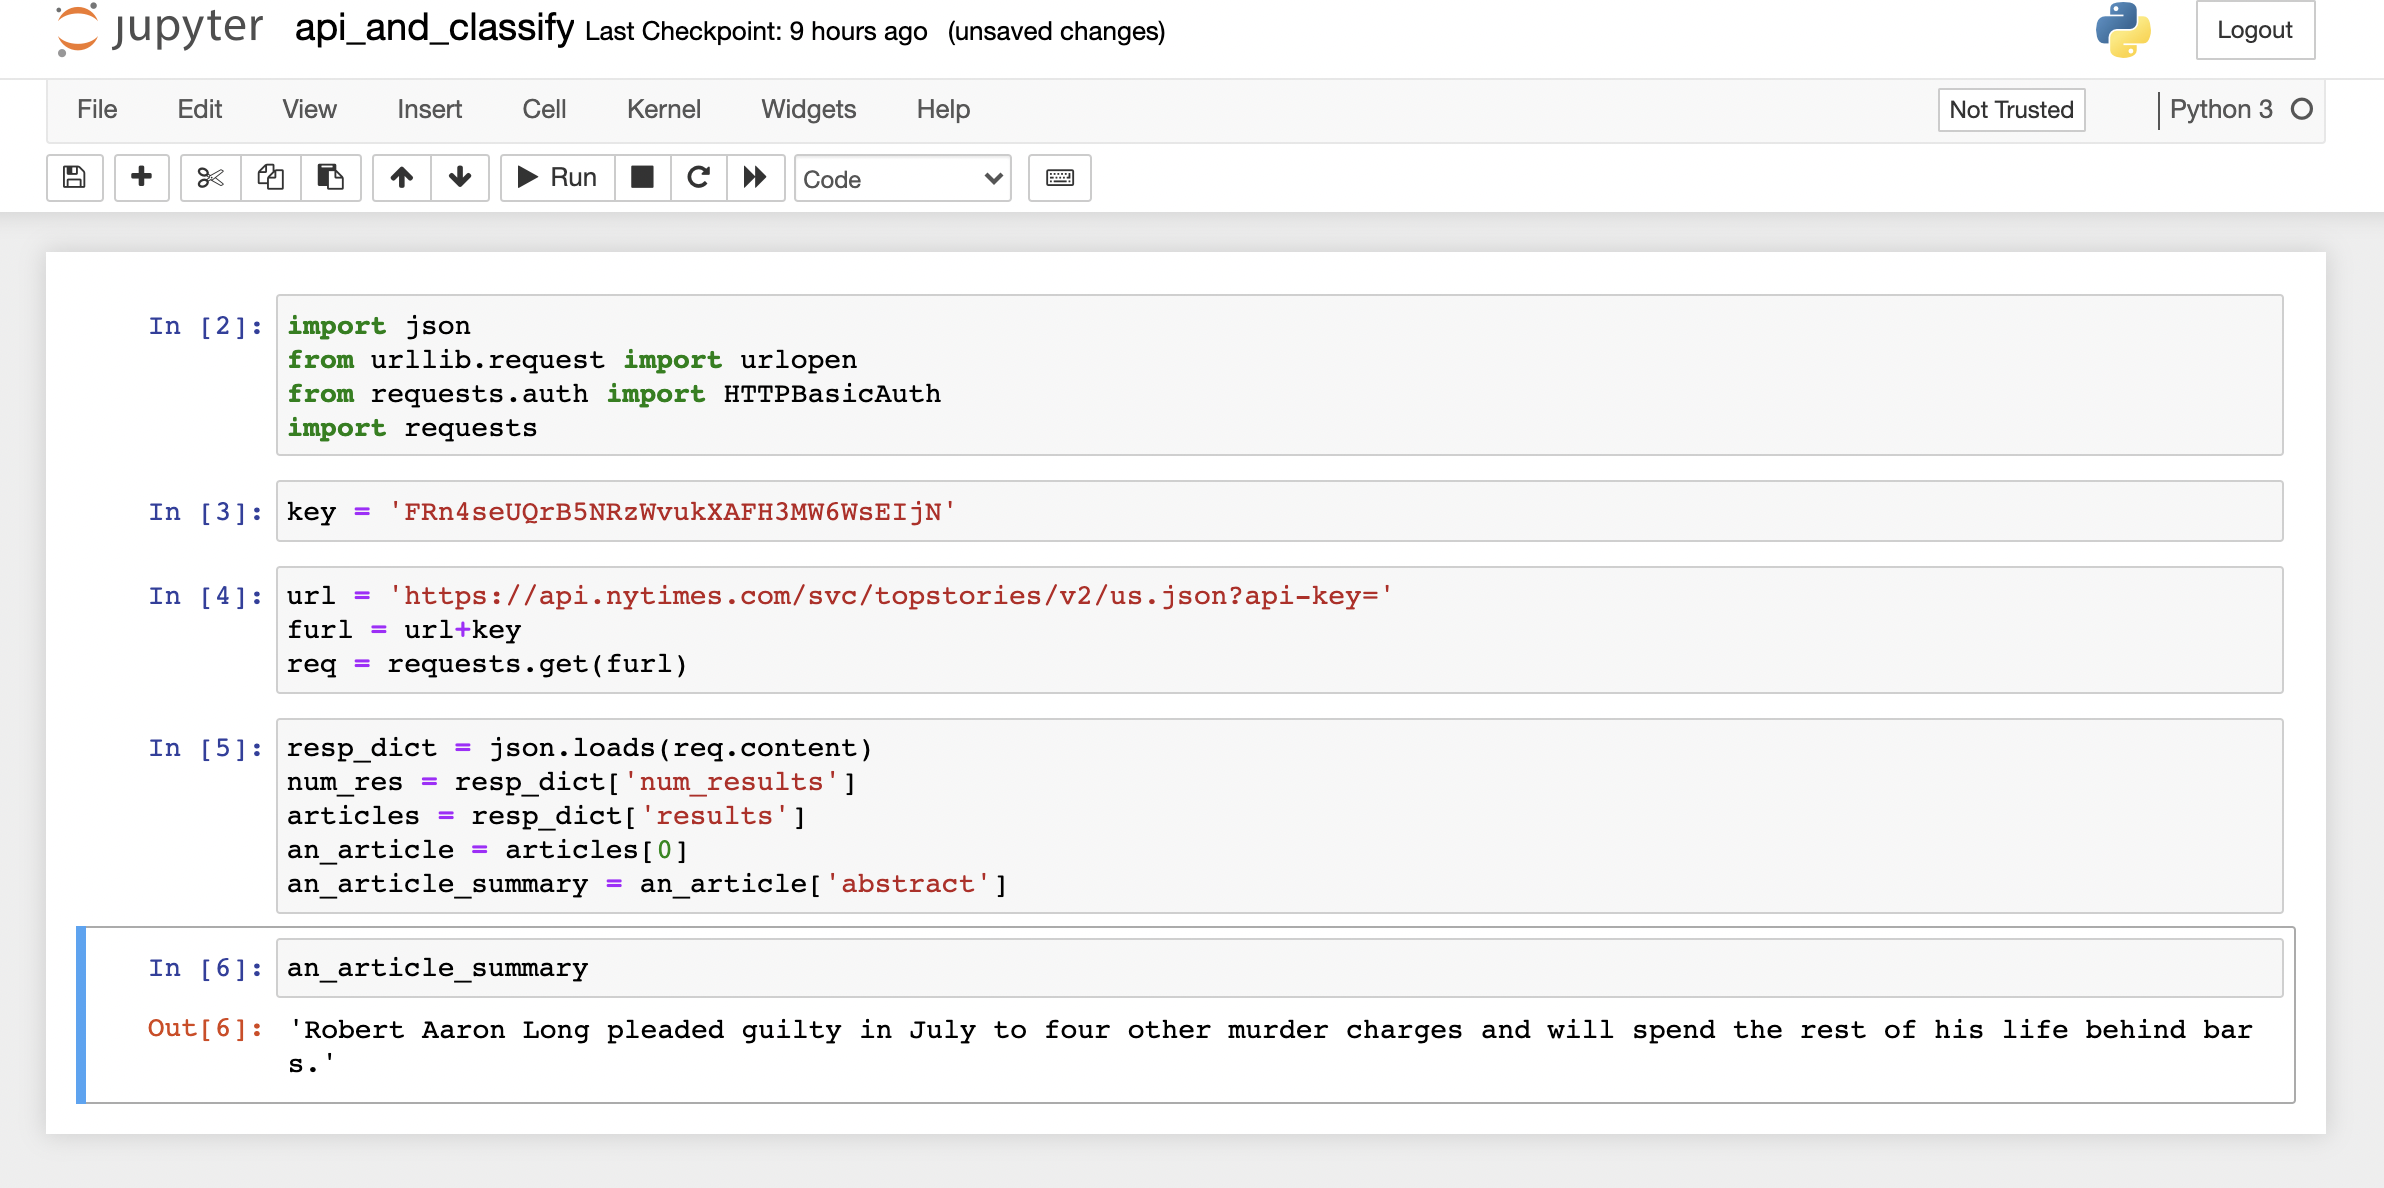 jupyter api_and_classify Last Checkpoint: 9 hours ago (unsaved changes) Logout
File Edit View Insert Cell Kernel Widgets Help Not Trusted Python 3
Run Code
In [2]: import json
from urllib.request import urlopen
from requests.auth import HTTPBasicAuth
import requests
In [3]: key = 'FRn4seUQrB5NRzWvukXAFH3MW6WsEIjN'
In [4]: url = 'https://api.nytimes.com/svc/topstories/v2/us.json?api-key='
furl = url+key
req = requests.get(furl)
In [5]: resp_dict = json.loads(req.content)
num_res = resp_dict['num_results']
articles = resp_dict['results']
an_article = articles[0]
an_article_summary = an_article['abstract']
In [6]: an_article_summary
Out[6]: 'Robert Aaron Long pleaded guilty in July to four other murder charges and will spend the rest of his life behind bar
s.'